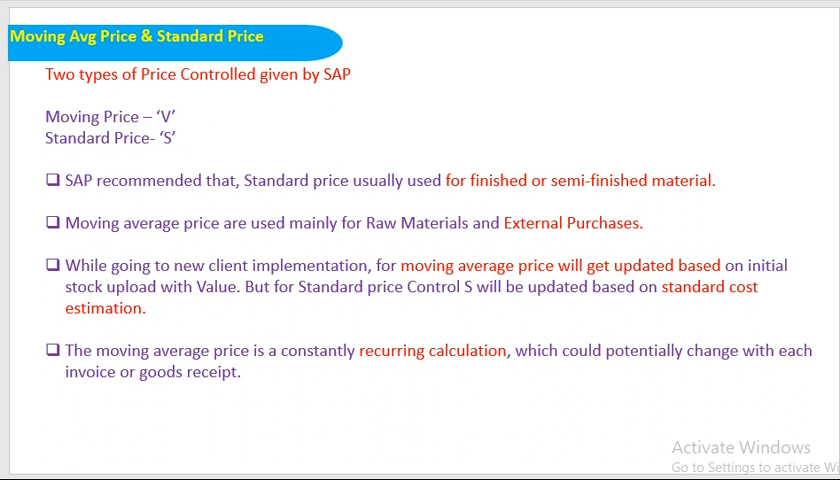 Moving Avg Price & Standard Price
Two types of Price Controlled given by SAP
Moving Price – ‘V’
Standard Price- ‘S’
❑ SAP recommended that, Standard price usually used for finished or semi-finished material.
❑ Moving average price are used mainly for Raw Materials and External Purchases.
❑ While going to new client implementation, for moving average price will get updated based on initial
stock upload with Value. But for Standard price Control S will be updated based on standard cost
estimation.
❑ The moving average price is a constantly recurring calculation, which could potentially change with each
invoice or goods receipt.
Activate Windows
Go to Settings to activate Wi